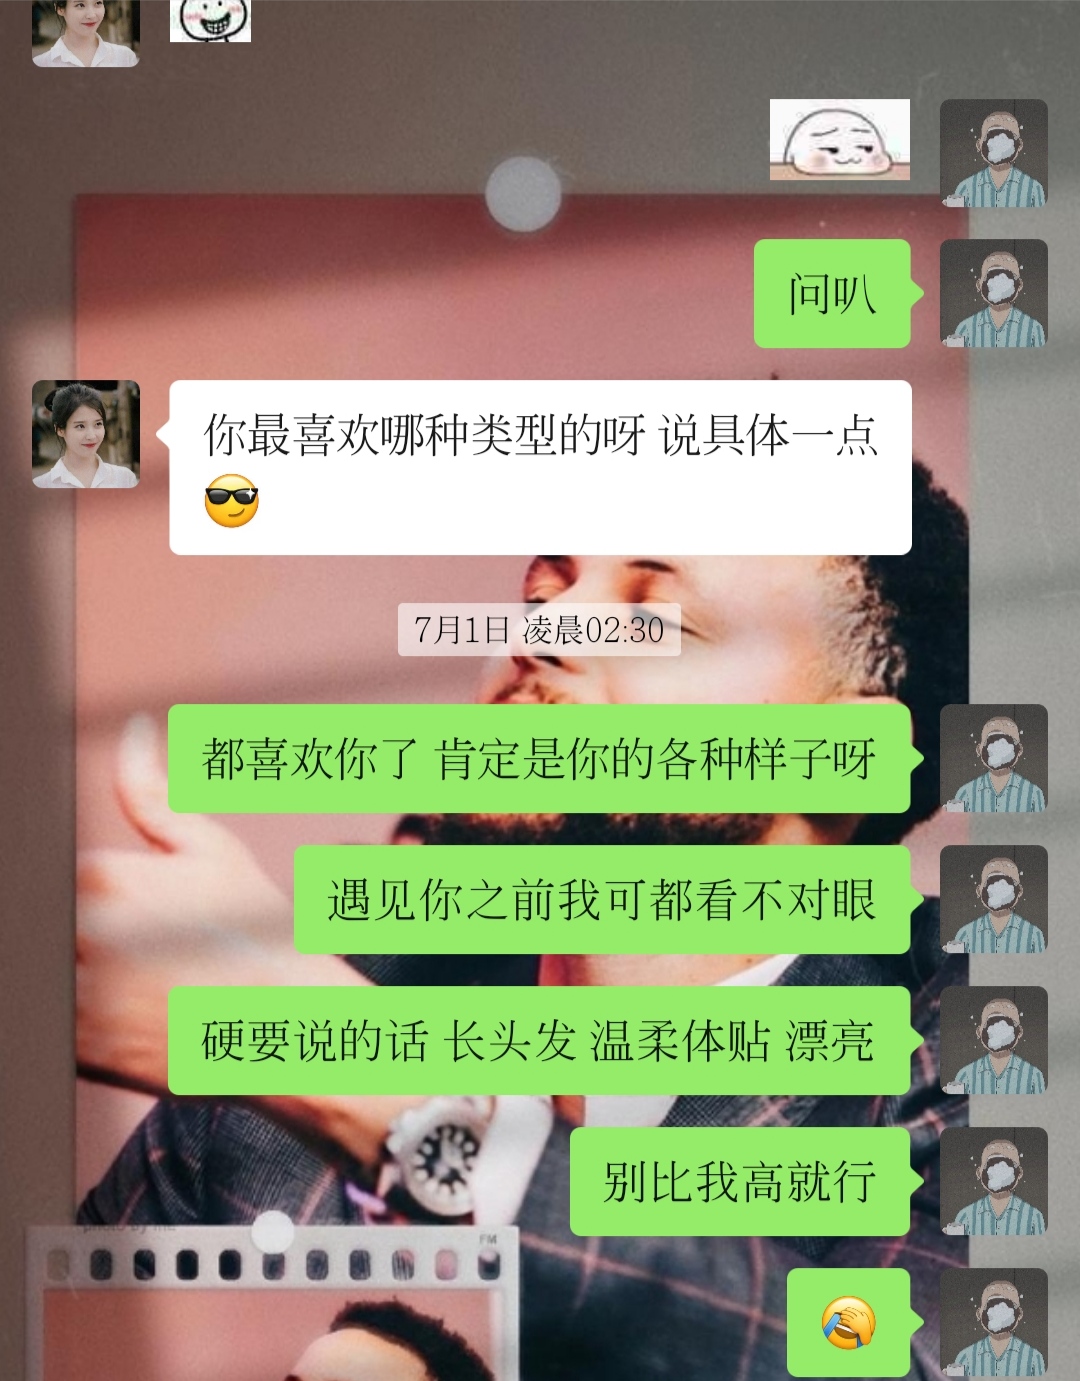 问叭
你最喜欢哪种类型的呀 说具体一点
😎
7月1日 凌晨02:30
都喜欢你了 肯定是你的各种样子呀
遇见你之前我可都看不对眼
硬要说的话 长头发 温柔体贴 漂亮
别比我高就行
🤣
FM